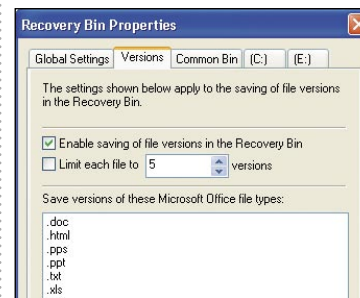 Recovery Bin Properties
Global Settings Versions Common Bin (C:) (E:)
The settings shown below apply to the saving of file versions
in the Recovery Bin.
Enable saving of file versions in the Recovery Bin
Limit each file to 5 versions
Save versions of these Microsoft Office file types:
.doc
.html
.pps
.ppt
.txt
.xls